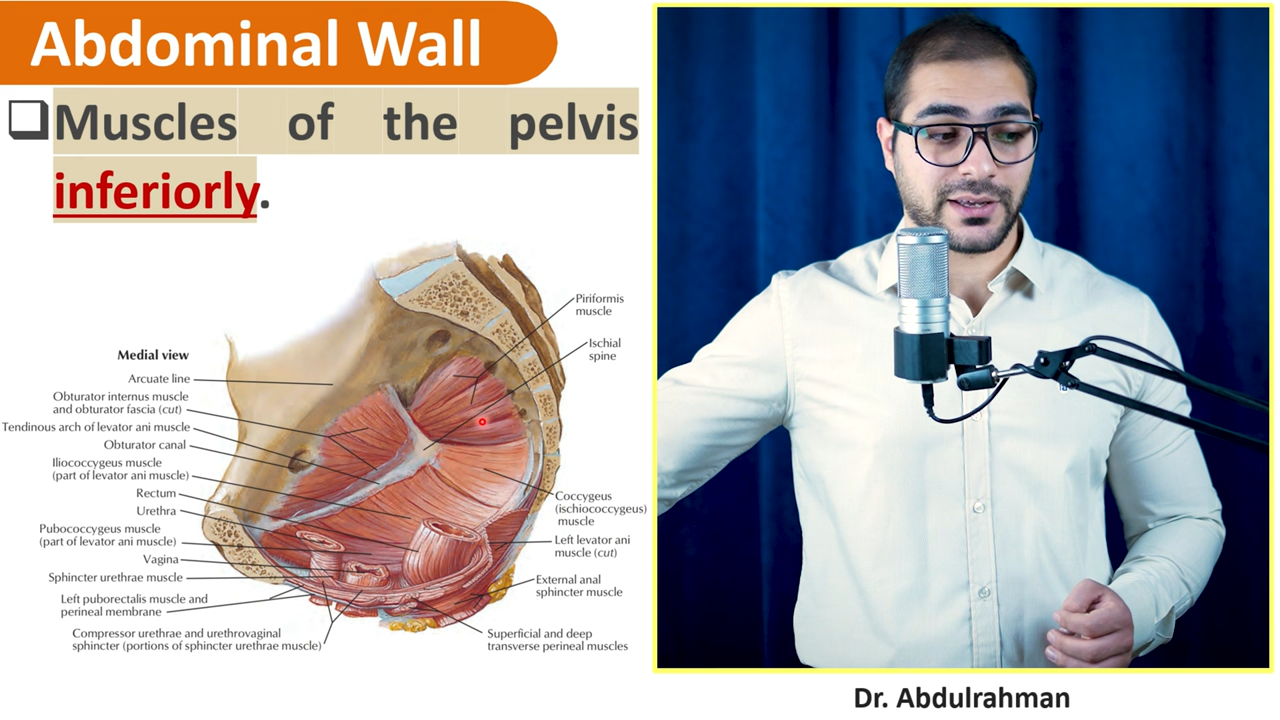 Abdominal Wall
Muscles of the pelvis
inferiorly.
Medial view
Arcuate line
Obturator internus muscle
and obturator fascia (cut)
Tendinous arch of levator ani muscle
Obturator canal
Iliococcygeus muscle
(part of levator ani muscle)
Rectum
Urethra
Pubococcygeus muscle
(part of levator ani muscle)
Vagina
Sphincter urethrae muscle
Left puborectalis muscle and
perineal membrane
Compressor urethrae and urethrovaginal
sphincter (portions of sphincter urethrae muscle)
Piriformis
muscle
Ischial
spine
Coccygeus
(ischiococcygeus)
muscle
Left levator ani
muscle (cut)
External anal
sphincter muscle
Superficial and deep
transverse perineal muscles
Dr. Abdulrahman